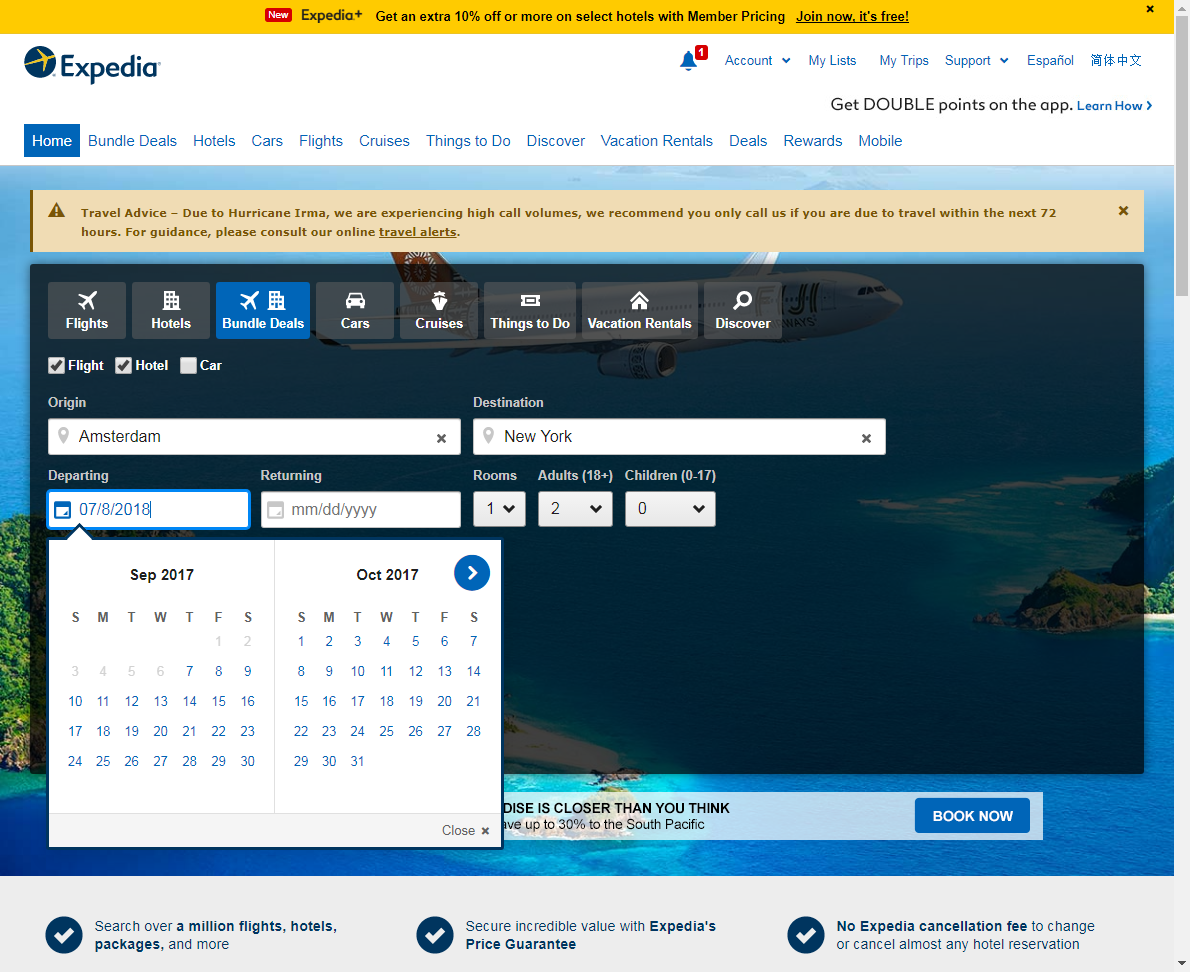 New Expedia+ Get an extra 10% off or more on select hotels with Member Pricing Join now, it's free!
Expedia
1
Account My Lists My Trips Support Español 简体中文
Get DOUBLE points on the app. Learn How
Home Bundle Deals Hotels Cars Flights Cruises Things to Do Discover Vacation Rentals Deals Rewards Mobile
Travel Advice – Due to Hurricane Irma, we are experiencing high call volumes, we recommend you only call us if you are due to travel within the next 72
hours. For guidance, please consult our online travel alerts.
Flights Hotels Bundle Deals Cars Cruises Things to Do Vacation Rentals Discover
Flight Hotel Car
Origin Destination
Amsterdam New York
Departing Returning Rooms Adults (18+) Children (0-17)
07/8/2018 mm/dd/yyyy 1 2 0
Sep 2017 Oct 2017
S M T W T F S S M T W T F S
1 2 1 2 3 4 5 6 7
3 4 5 6 7 8 9 8 9 10 11 12 13 14
10 11 12 13 14 15 16 15 16 17 18 19 20 21
17 18 19 20 21 22 23 22 23 24 25 26 27 28
24 25 26 27 28 29 30 29 30 31
Close
DISE IS CLOSER THAN YOU THINK
ave up to 30% to the South Pacific
BOOK NOW
Search over a million flights, hotels,
packages, and more
Secure incredible value with Expedia's
Price Guarantee
No Expedia cancellation fee to change
or cancel almost any hotel reservation